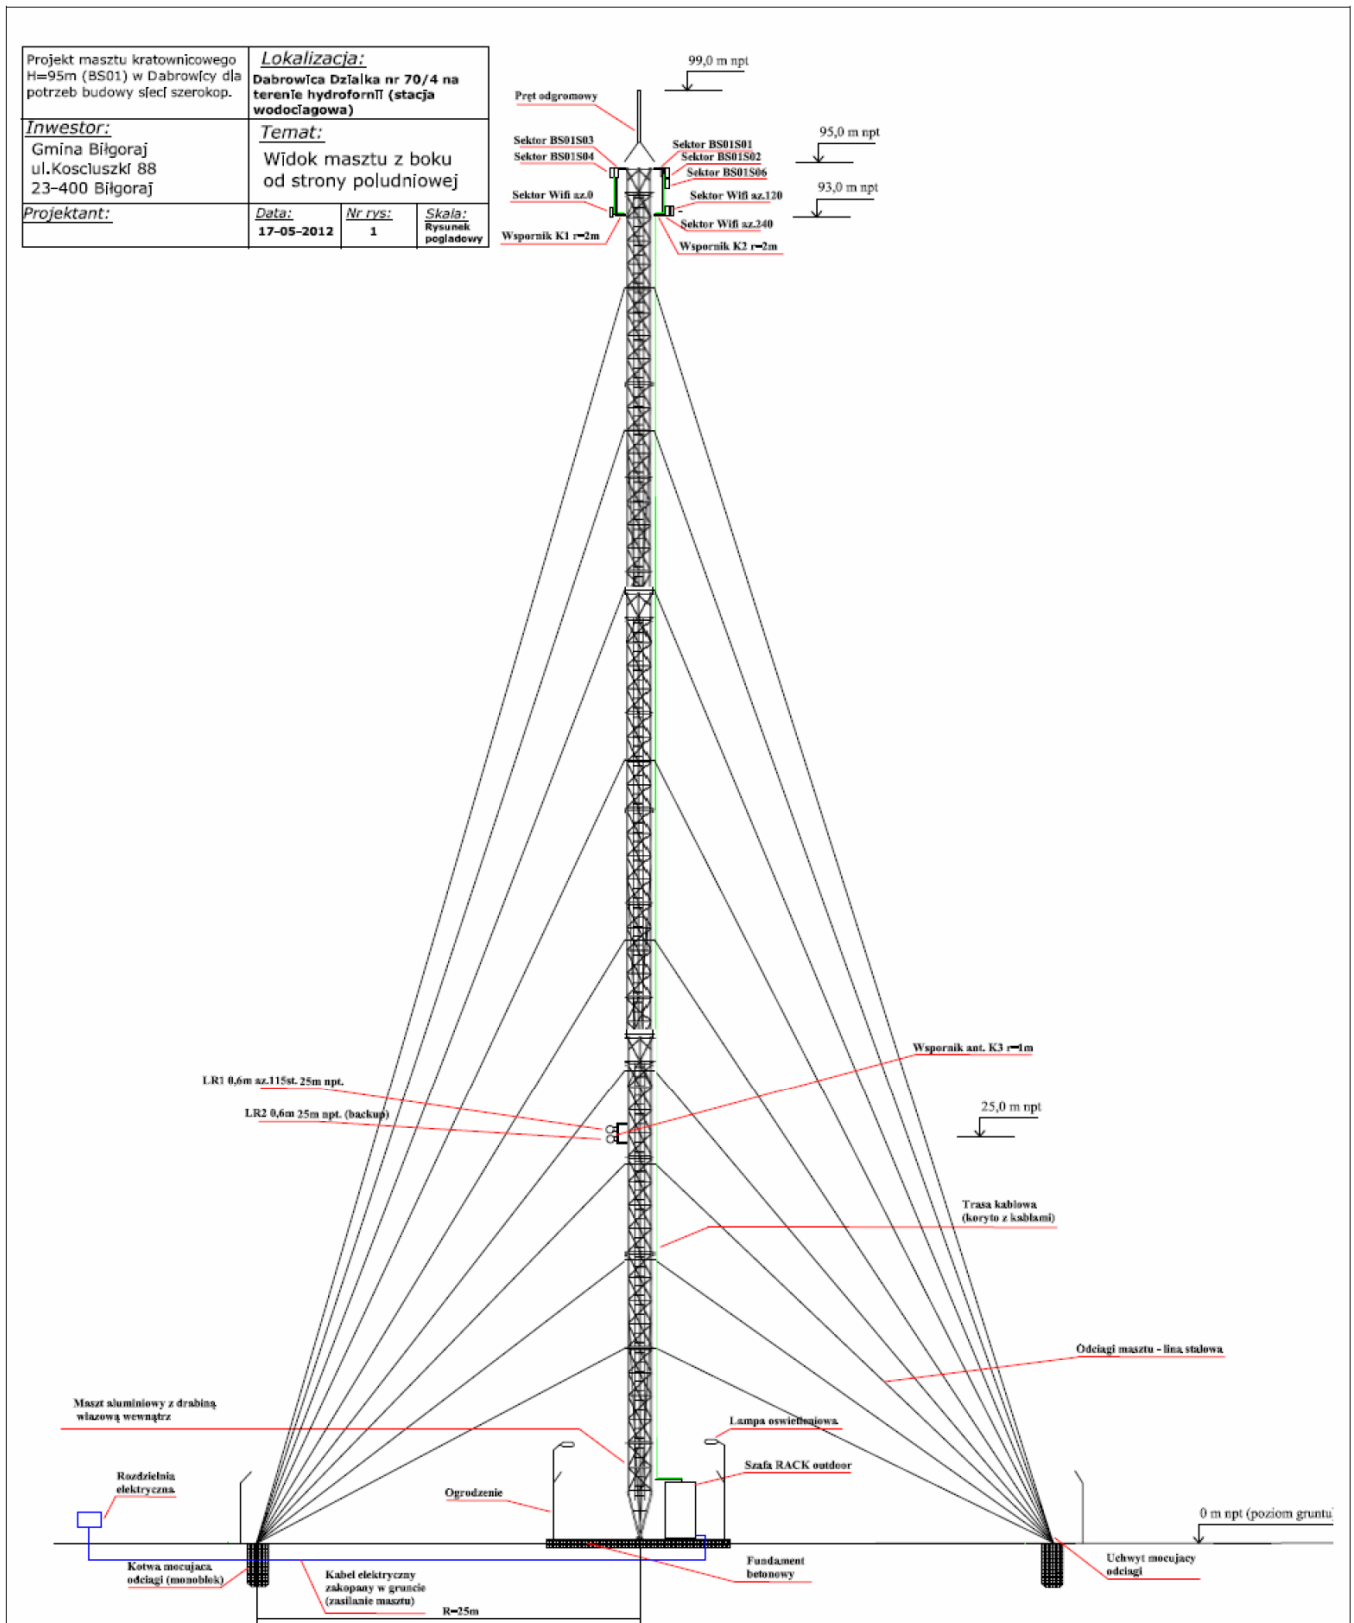 Projekt masztu kratownicowego
H=95m (BS01) w Dabrowicy dla
potrzeb budowy sieci szerokop.
Lokalizacja:
Dabrowica Dzialka nr 70/4 na
terenie hydroforniI (stacja
wodociagowa)
Inwestor:
Gmina Biłgoraj
ul.Kosciuszki 88
23-400 Biłgoraj
Temat:
Widok masztu z boku
od strony poludniowej
Projektant:
Data:
17-05-2012
Nr rys:
1
Skala:
Rysunek
pogladowy
99,0 m npt
Pręt odgromowy
95,0 m npt
Sektor BS01S03
Sektor BS01S01
Sektor BS01S04
Sektor BS01S02
Sektor BS01S06
93,0 m npt
Sektor Wifi az.0
Sektor Wifi az.120
Sektor Wifi az.240
Wspornik K1 r=2m
Wspornik K2 r=2m
Wspornik ant. K3 r=1m
LR1 0,6m az.115st. 25m npt.
LR2 0,6m 25m npt. (backup)
25,0 m npt
Trasa kablowa
(koryto z kablami)
Odciagi masztu - lina stalowa
Maszt aluminiowy z drabiną
włazową wewnątrz
Lampa oswietleniowa
Szafa RACK outdoor
Rozdzielnia
elektryczna
Ogrodzenie
0 m npt (poziom gruntu
Kotwa mocujaca
odciagi (monoblok)
Kabel elektryczny
zakopany w gruncie
(zasilanie masztu)
Fundament
betonowy
Uchwyt mocujacy
odciagi
R=25m